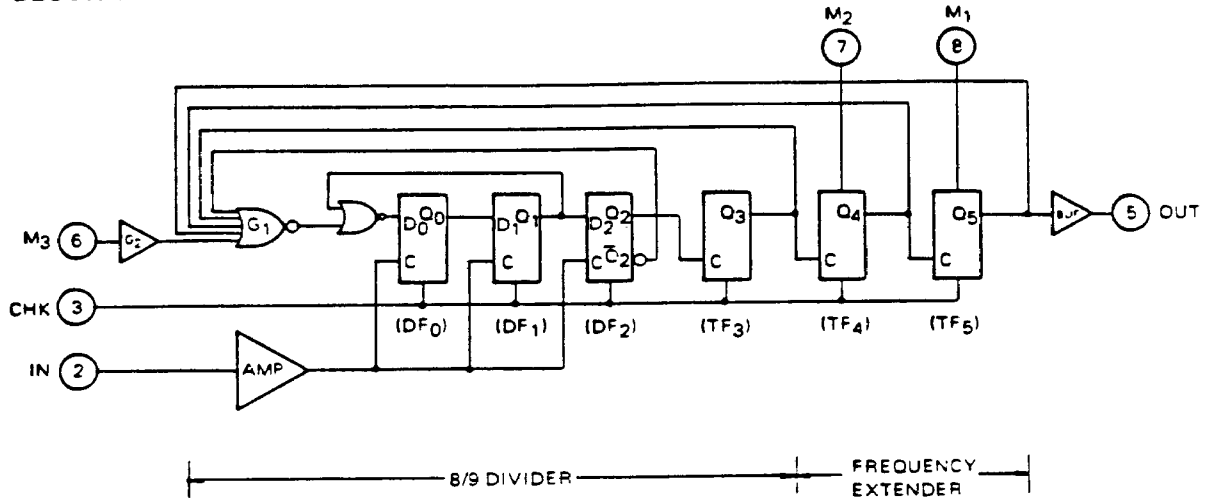 M2 M1
7 8
M3 6 G2 G1 D0 Q0 D1 Q1 D2 Q2 Q3 Q4 Q5 BUF 5 OUT
C C C C̅2 C C C
CHK 3
(DF0) (DF1) (DF2) (TF3) (TF4) (TF5)
IN 2 AMP
8/9 DIVIDER
FREQUENCY
EXTENDER